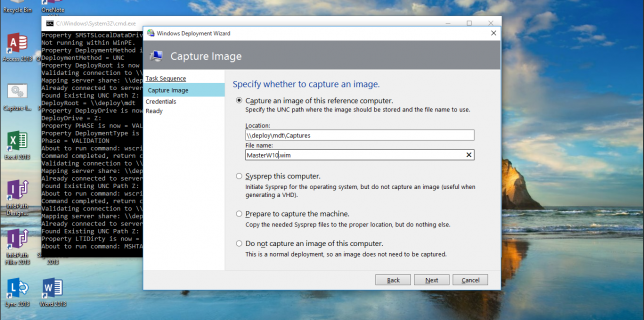 Recycle Bin
OneNote
C:\Windows\System32\cmd.exe
Property SMSTSLocalDataDriv
Not running within WinPE.
Property DeploymentMethod i
DeploymentMethod = UNC
Property DeployRoot is now
Validating connection to \\
Mapping server share: \\dep
Already connected to server
Found Existing UNC Path Z:
DeployRoot = \\deploy\mdt
Property DeployDrive is now
DeployDrive = Z:
Property PHASE is now = VAL
Property DeploymentType is
Phase = VALIDATION
About to run command: wscri
Command completed, return c
Validating connection to \\
Mapping server share: \\dep
Already connected to server
Found Existing UNC Path Z:
About to run command: wscri
Command completed, return c
Validating connection to \\
Mapping server share: \\dep
Already connected to server
Found Existing UNC Path Z:
Property LTIDirty is now =
About to run command: MSHTA
Access 2013
Capture-I...
Excel 2013
InfoPath
Design...
InfoPath
Filler 2013
2013
Lync 2013
Word 2013
Windows Deployment Wizard
Capture Image
Task Sequence
Capture Image
Credentials
Ready
Specify whether to capture an image.
Capture an image of this reference computer.
Specify the UNC path where the image should be stored and the file name to use.
Location:
\\deploy\mdt\Captures
File name:
MasterW10.wim
Sysprep this computer.
Initiate Sysprep for the operating system, but do not capture an image (useful when
generating a VHD).
Prepare to capture the machine.
Copy the needed Sysprep files to the proper location, but do nothing else.
Do not capture an image of this computer.
This is a normal deployment, so an image does not need to be captured.
Back
Next
Cancel